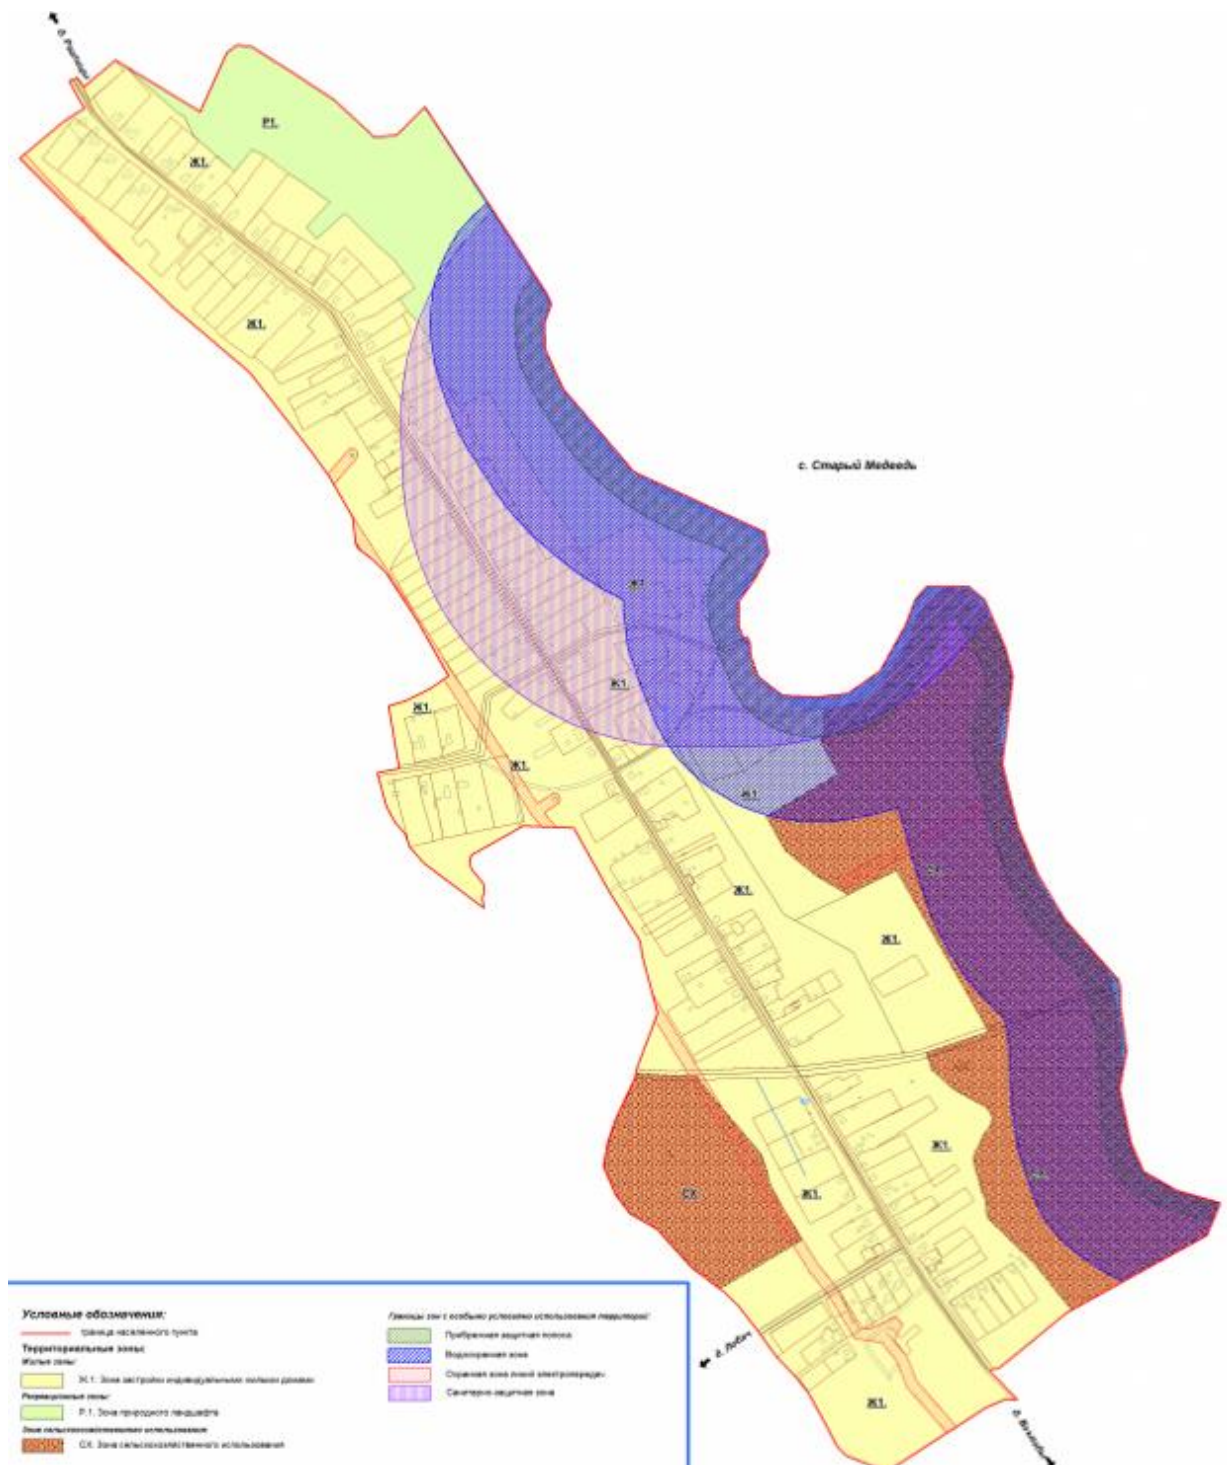 Р1.
Ж1.
Ж1.
с. Старый Медведь
Ж1.
Ж1.
Ж1.
Ж1.
Ж1.
Ж1.
Ж1.
Ж1.
СХ.
Ж1.
Ж1.
Условные обозначения:
граница населенного пункта
Территориальные зоны:
Жилые зоны:
Ж.1. Зона застройки индивидуальными жилыми домами
Рекреационные зоны:
Р.1. Зона природного ландшафта
Зона сельскохозяйственного использования
СХ. Зона сельскохозяйственного использования
Границы зон с особыми условиями использования территорий:
Прибрежная защитная полоса
Водоохранная зона
Охранная зона линий электропередач
Санитарно-защитная зона